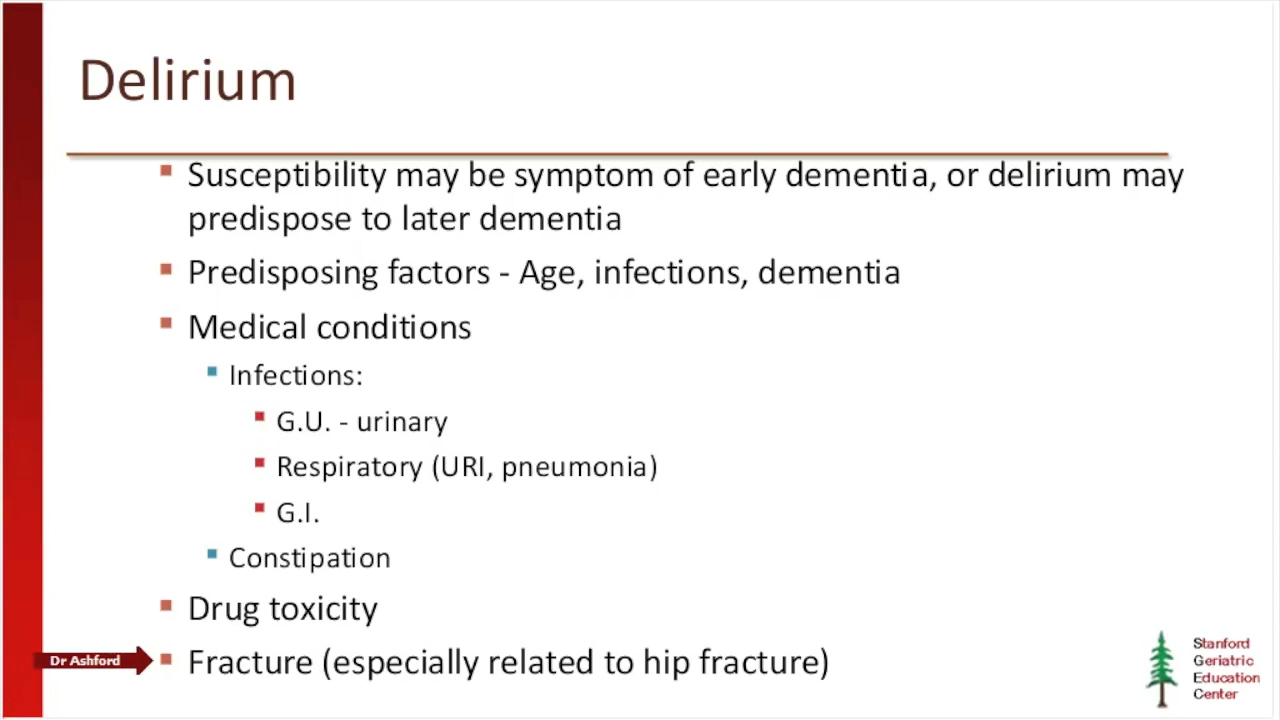 Delirium
Susceptibility may be symptom of early dementia, or delirium may
predispose to later dementia
Predisposing factors - Age, infections, dementia
Medical conditions
Infections:
G.U. - urinary
Respiratory (URI, pneumonia)
G.I.
Constipation
Drug toxicity
Dr Ashford
Fracture (especially related to hip fracture)
Stanford
Geriatric
Education
Center